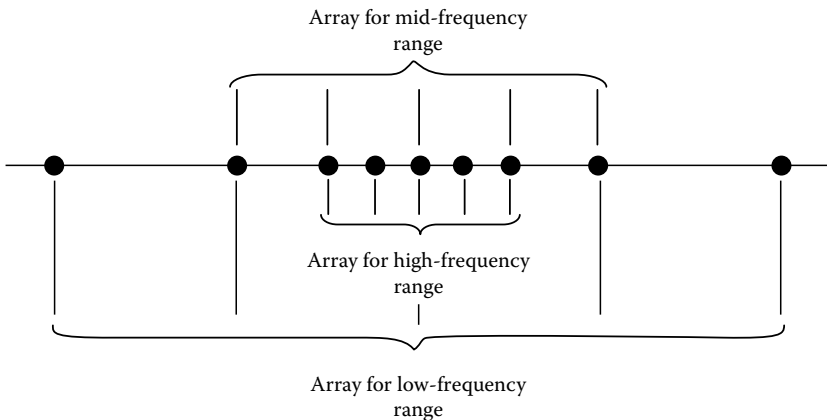 Array for mid-frequency
range
Array for high-frequency
range
Array for low-frequency
range